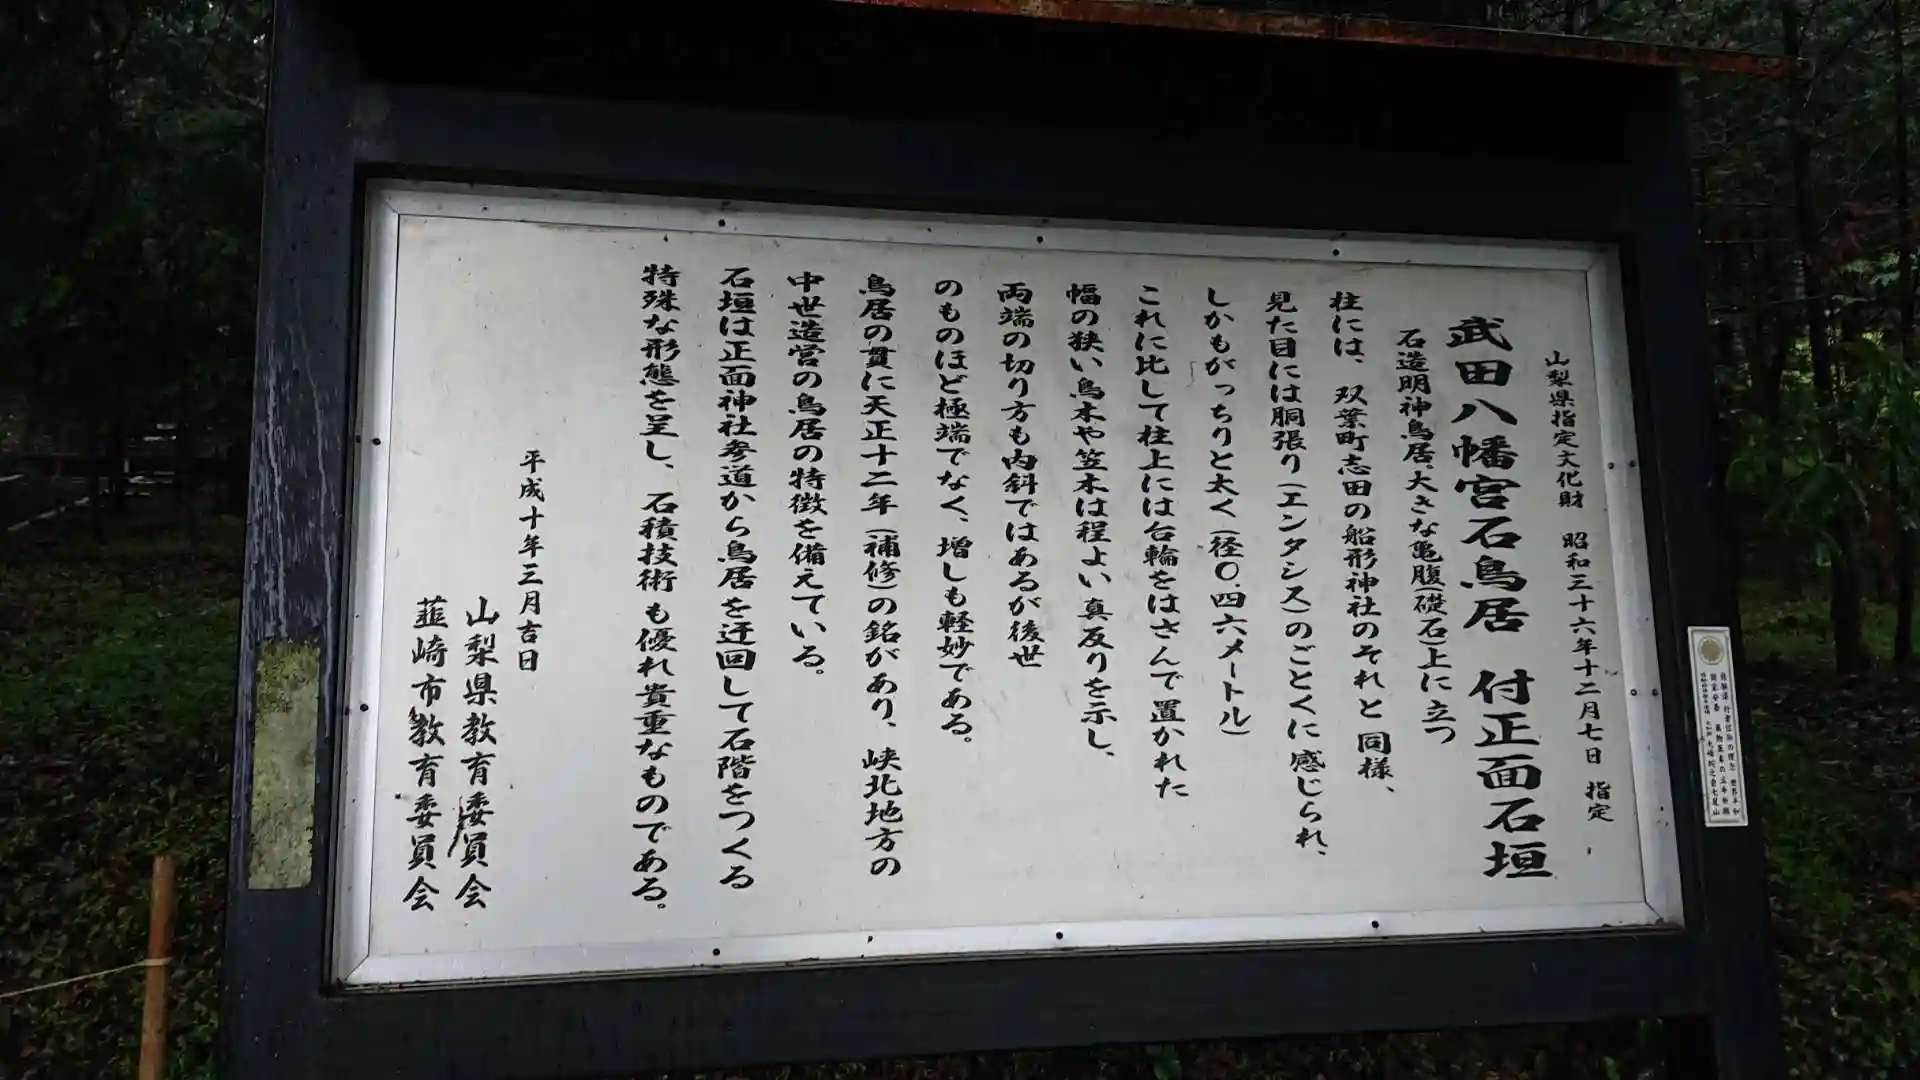 山梨県指定文化財　昭和三十六年十二月七日　指定
武田八幡宮石鳥居　付正面石垣
石造明神鳥居、大きな亀腹(礎石)上に立つ
柱には、双葉町志田の船形神社のそれと同様、
見た目には胴張り(エンタシス)のごとくに感じられ、
しかもがっちりと太く(径〇.四六メートル)
これに比して柱上には台輪をはさんで置かれた
幅の狭い島木や笠木は程よい真反りを示し、
両端の切り方も内斜ではあるが後世
のものほど極端でなく、増しも軽妙である。
鳥居の貫に天正十二年(補修)の銘があり、峡北地方の
中世造営の鳥居の特徴を備えている。
石垣は正面神社参道から鳥居を迂回して石階をつくる
特殊な形態を呈し、石積技術も優れ貴重なものである。
平成十年三月吉日
山梨県教育委員会
韮崎市教育委員会